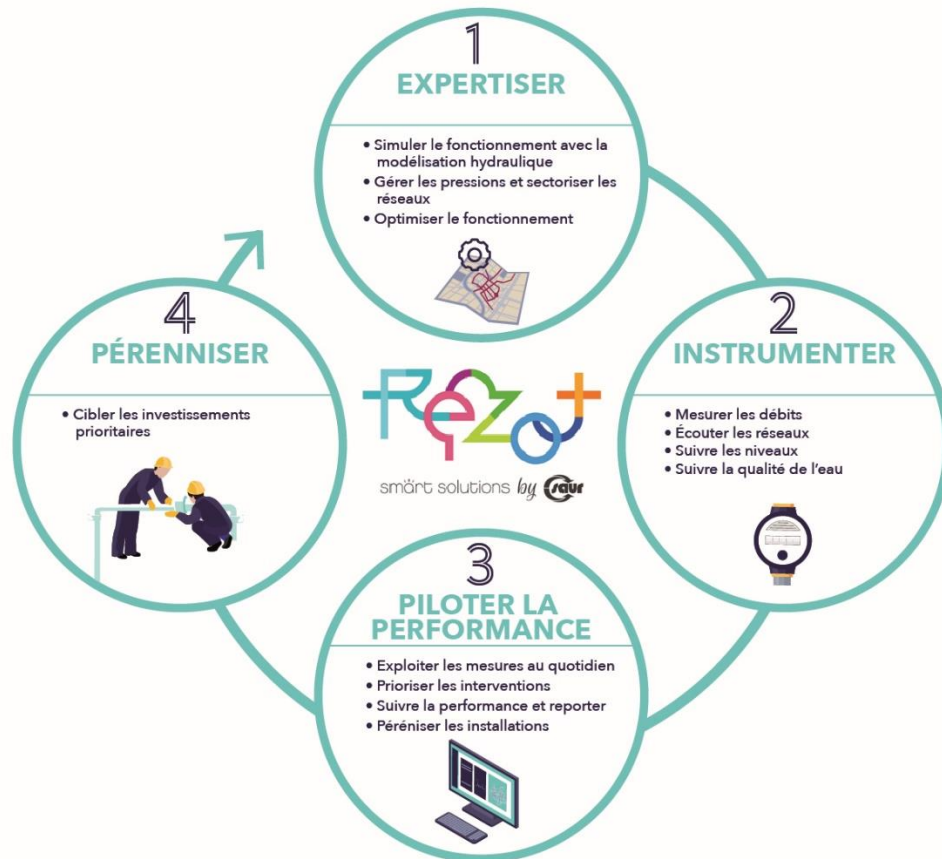 1
EXPERTISER
• Simuler le fonctionnement avec la
modélisation hydraulique
• Gérer les pressions et sectoriser les
réseaux
• Optimiser le fonctionnement
2
INSTRUMENTER
• Mesurer les débits
• Écouter les réseaux
• Suivre les niveaux
• Suivre la qualité de l'eau
3
PILOTER LA
PERFORMANCE
• Exploiter les mesures au quotidien
• Prioriser les interventions
• Suivre la performance et reporter
• Péréniser les installations
4
PÉRENNISER
• Cibler les investissements
prioritaires
Rezot
smärt solutions by saur